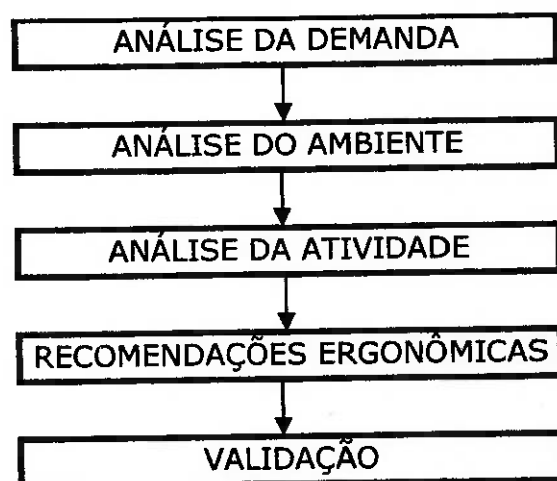 ANÁLISE DA DEMANDA
ANÁLISE DO AMBIENTE
ANÁLISE DA ATIVIDADE
RECOMENDAÇÕES ERGONÔMICAS
VALIDAÇÃO